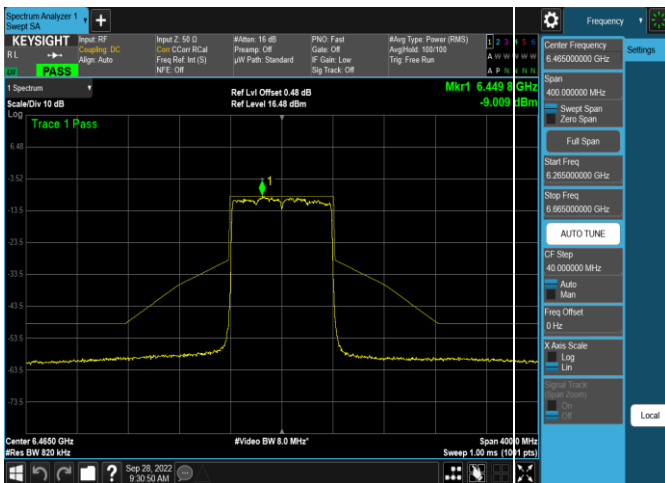 Spectrum Analyzer 1
Swept SA
+
Frequency
KEYSIGHT
RL
LXI
PASS
Input: RF
Coupling: DC
Align: Auto
Input Z: 50 Ω
Corr CCorr RCal
Freq Ref: Int (S)
NFE: Off
#Atten: 16 dB
Preamp: Off
µW Path: Standard
PNO: Fast
Gate: Off
IF Gain: Low
Sig Track: Off
#Avg Type: Power (RMS)
Avg|Hold: 100/100
Trig: Free Run
1 2 3 4 5 6
A W W W W W
A P N N N N
1 Spectrum
Scale/Div 10 dB
Log
Ref Lvl Offset 0.48 dB
Ref Level 16.48 dBm
Mkr1 6.449 8 GHz
-9.009 dBm
Trace 1 Pass
1
6.48
-3.52
-13.5
-23.5
-33.5
-43.5
-53.5
-63.5
-73.5
Center 6.4650 GHz
#Res BW 820 kHz
#Video BW 8.0 MHz*
Span 400.0 MHz
Sweep 1.00 ms (1001 pts)
Sep 28, 2022
9:30:50 AM
Center Frequency
6.465000000 GHz
Span
400.000000 MHz
Swept Span
Zero Span
Full Span
Start Freq
6.265000000 GHz
Stop Freq
6.665000000 GHz
AUTO TUNE
CF Step
40.000000 MHz
Auto
Man
Freq Offset
0 Hz
X Axis Scale
Log
Lin
Signal Track
(Span Zoom)
On
Off
Settings
Local